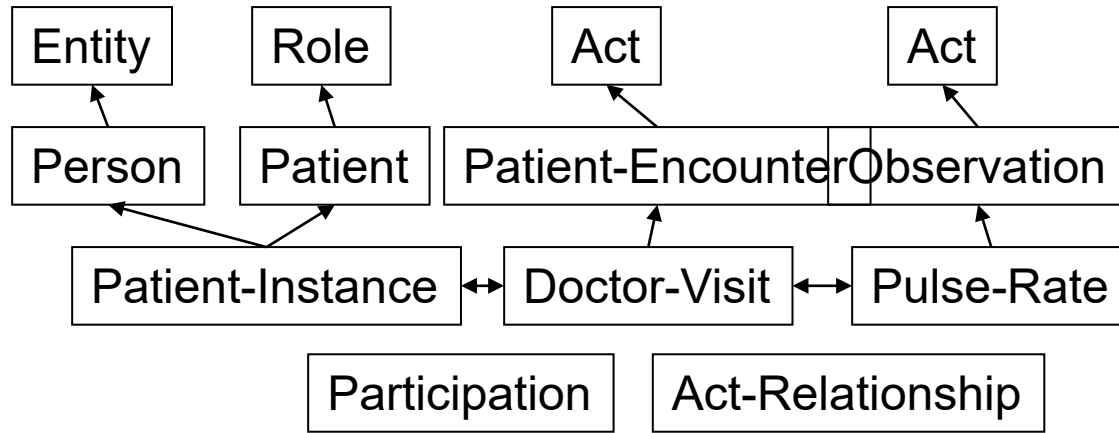 Entity Role Act Act
Person Patient Patient-Encounter Observation
Patient-Instance Doctor-Visit Pulse-Rate
Participation Act-Relationship